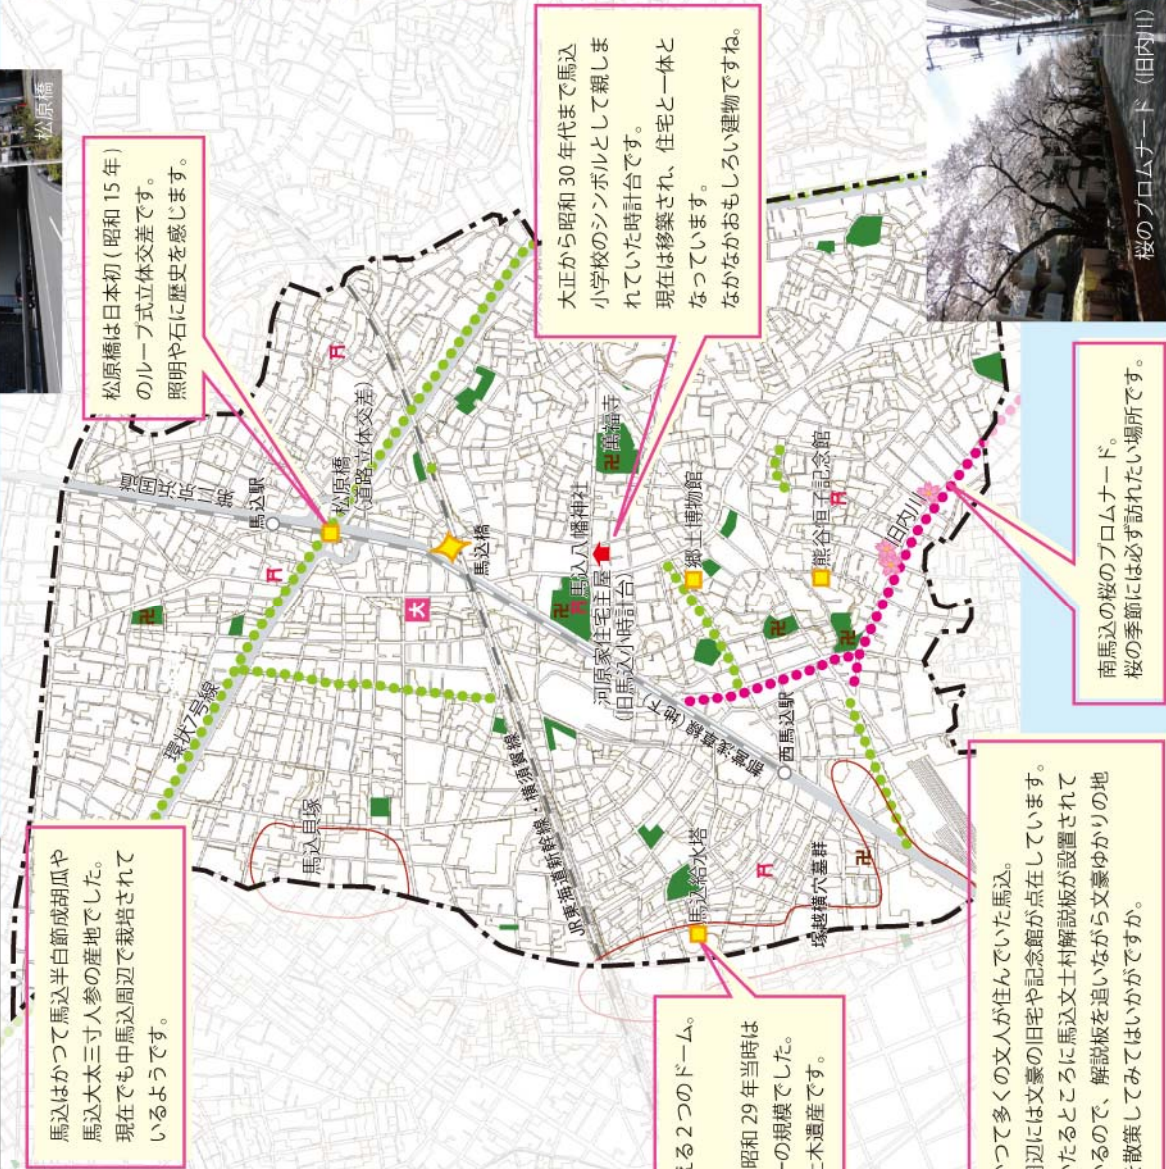 松原橋
松原橋は日本初 ( 昭和 15 年 )
のループ式立体交差です。
照明や石に歴史を感じます。
大正から昭和 30 年代まで馬込
小学校のシンボルとして親しま
れていた時計台です。
現在は移築され、住宅と一体と
なっています。
なかなかおもしろい建物ですね。
桜のプロムナード（旧内川）
南馬込の桜のプロムナード。
桜の季節には必ず訪れたい場所です。
馬込はかつて馬込半白節成胡瓜や
馬込大太三寸人参の産地でした。
現在でも中馬込周辺で栽培されて
いるようです。
える 2 つのドーム。
昭和 29 年当時は
一の規模でした。
土木遺産です。
つて多くの文人が住んでいた馬込。
辺には文豪の旧宅や記念館が点在しています。
たるところに馬込文士村解説板が設置されて
るので、解説板を追いながら文豪ゆかりの地
散策してみてはいかがですか。
第二京浜国道
馬込駅
松原橋
(道路立体交差)
環状7号線
馬込橋
大
馬込貝塚
JR東海道新幹線・横須賀線
馬込八幡神社
萬福寺
河原家住宅主屋
(旧馬込小時計台)
郷土博物館
熊谷恒子記念館
旧内川
都営浅草線(地下)
西馬込駅
馬込給水塔
塚越横穴墓群